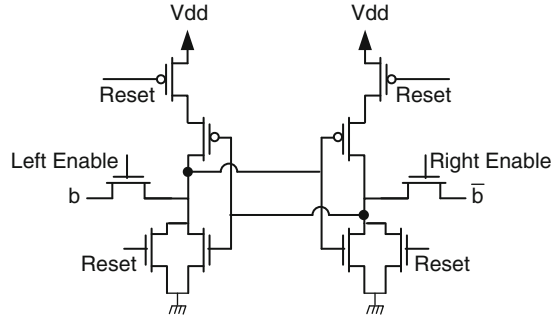 Vdd Vdd
Reset Reset
Left Enable Right Enable
b b̅
Reset Reset